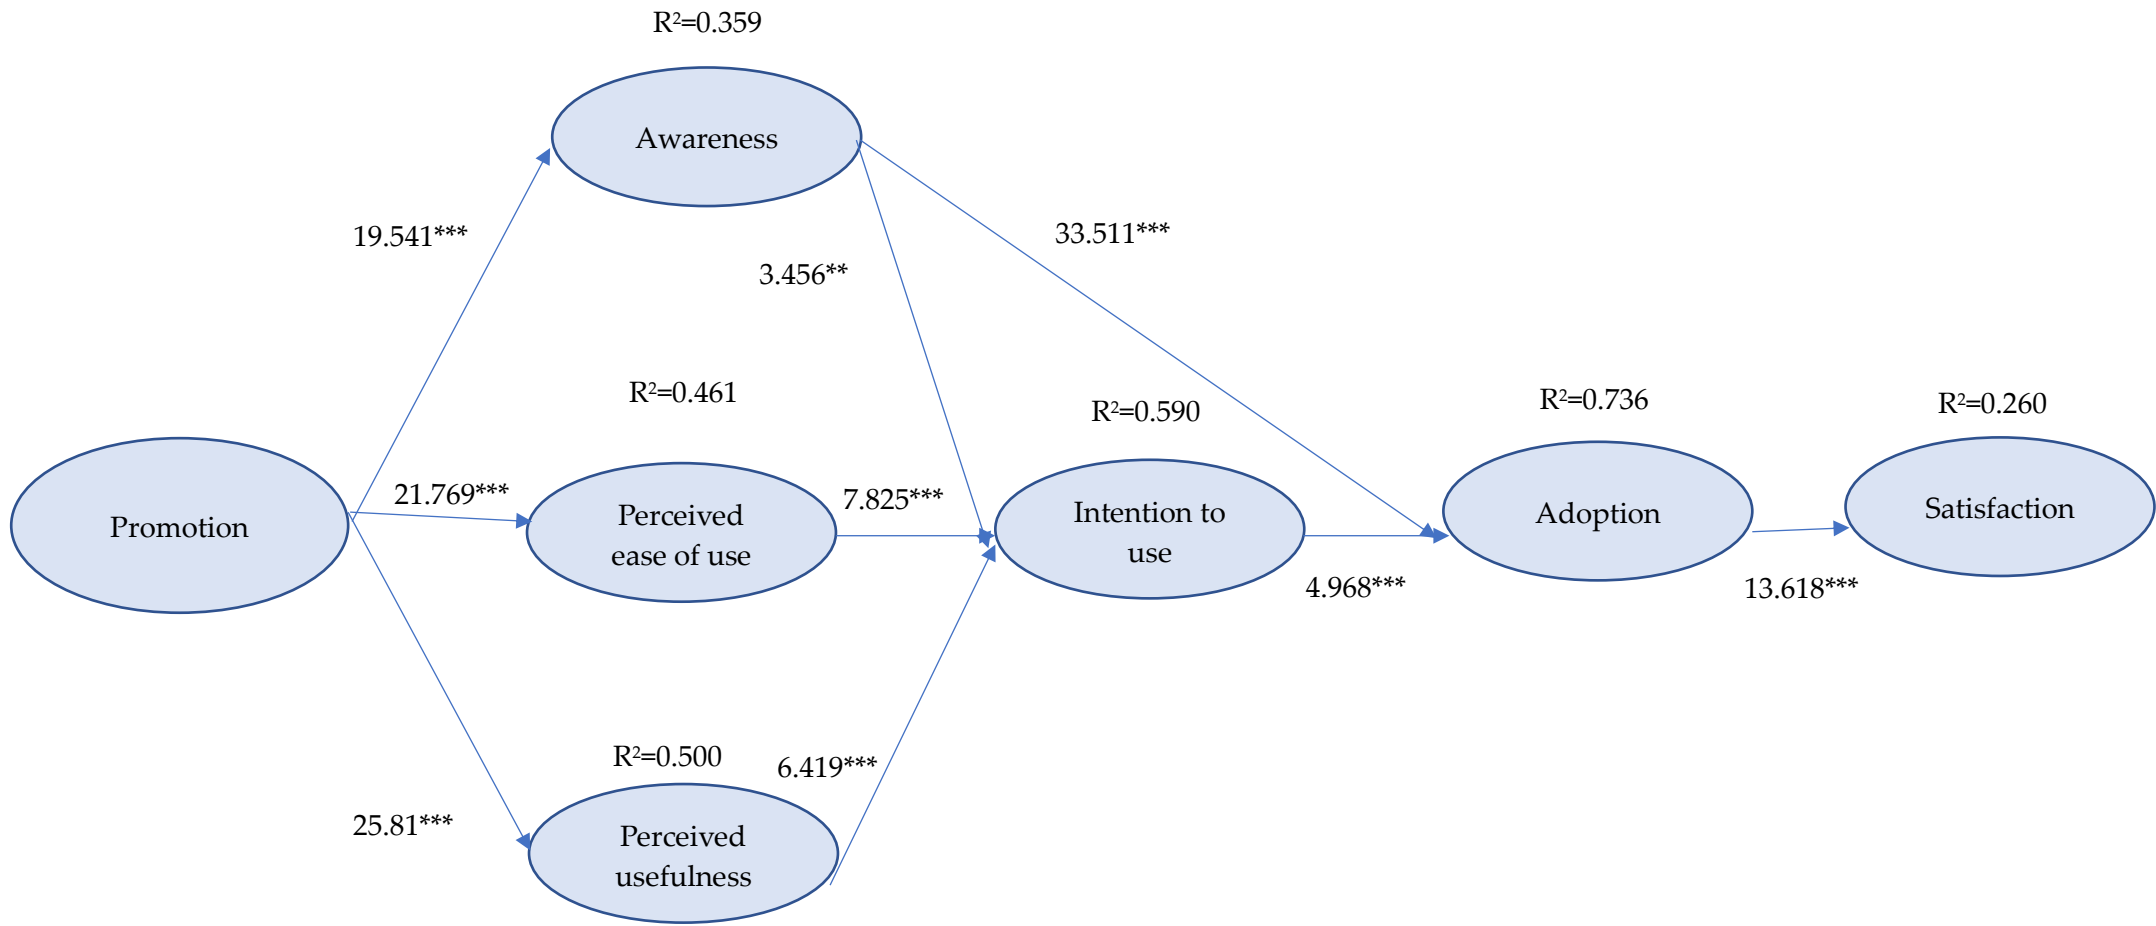 R²=0.359
Awareness
19.541***
33.511***
3.456**
R²=0.461
R²=0.590
R²=0.736
R²=0.260
Promotion
21.769***
Perceived
ease of use
7.825***
Intention to
use
Adoption
Satisfaction
4.968***
13.618***
R²=0.500
6.419***
25.81***
Perceived
usefulness